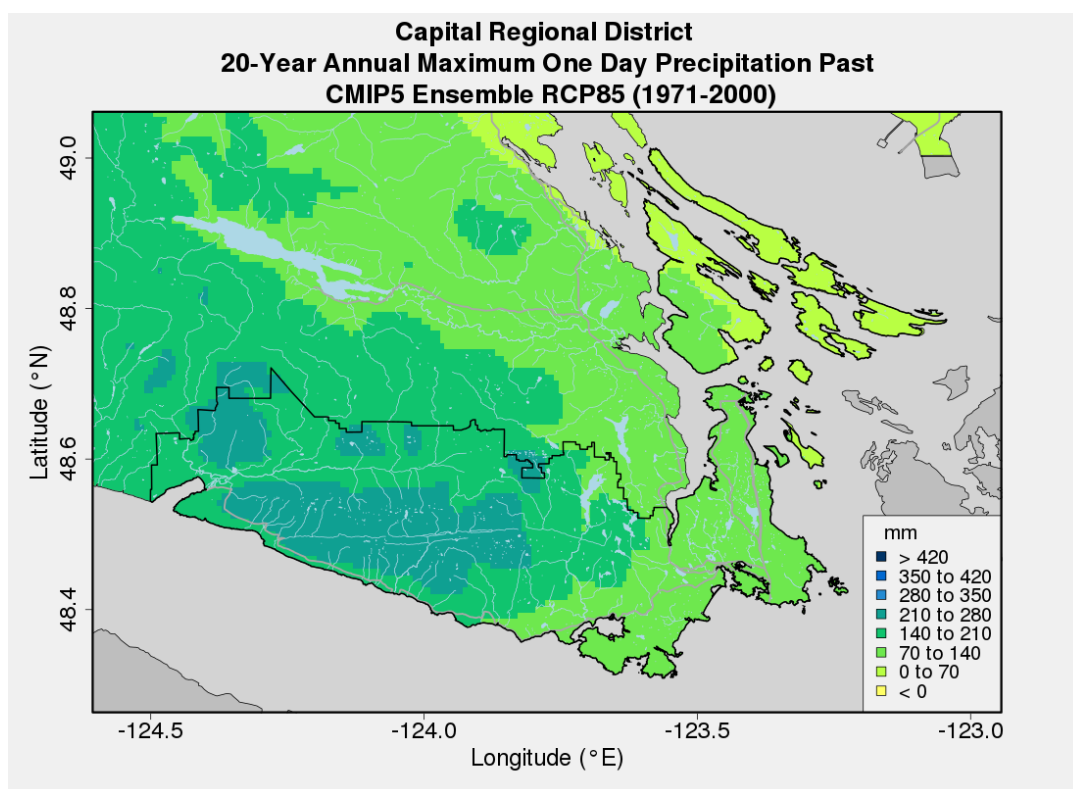 Capital Regional District
20-Year Annual Maximum One Day Precipitation Past
CMIP5 Ensemble RCP85 (1971-2000)
Latitude (°N)
49.0
48.8
48.6
48.4
mm
> 420
350 to 420
280 to 350
210 to 280
140 to 210
70 to 140
0 to 70
< 0
-124.5
-124.0
-123.5
-123.0
Longitude (°E)